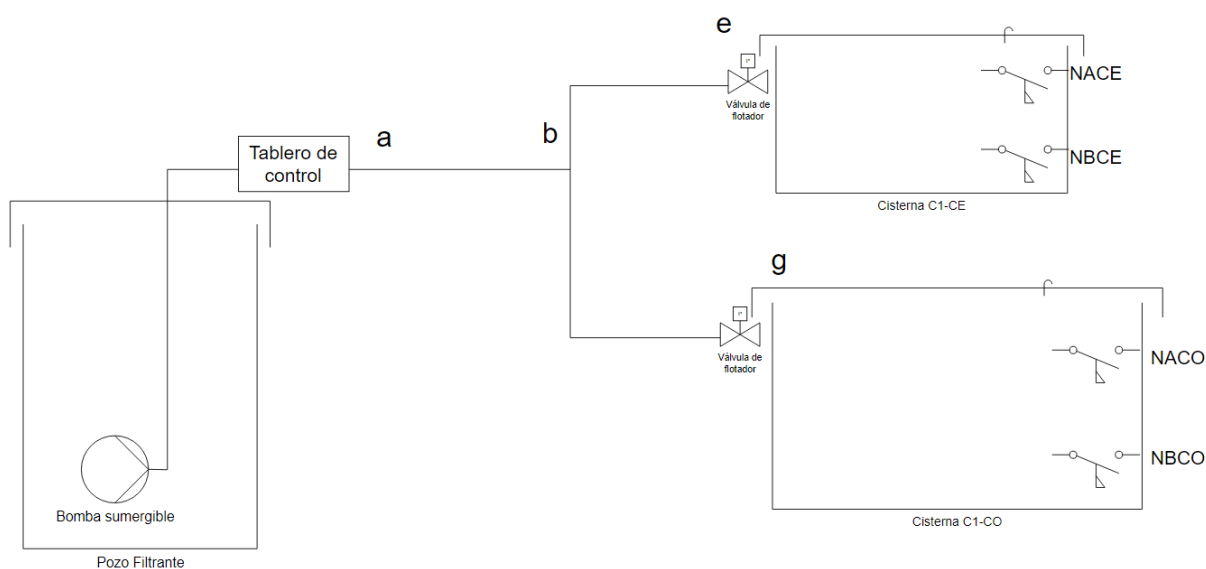 e
NACE
Válvula de
flotador
NBCE
Cisterna C1-CE
a
b
Tablero de
control
g
Válvula de
flotador
NACO
NBCO
Cisterna C1-CO
Bomba sumergible
Pozo Filtrante